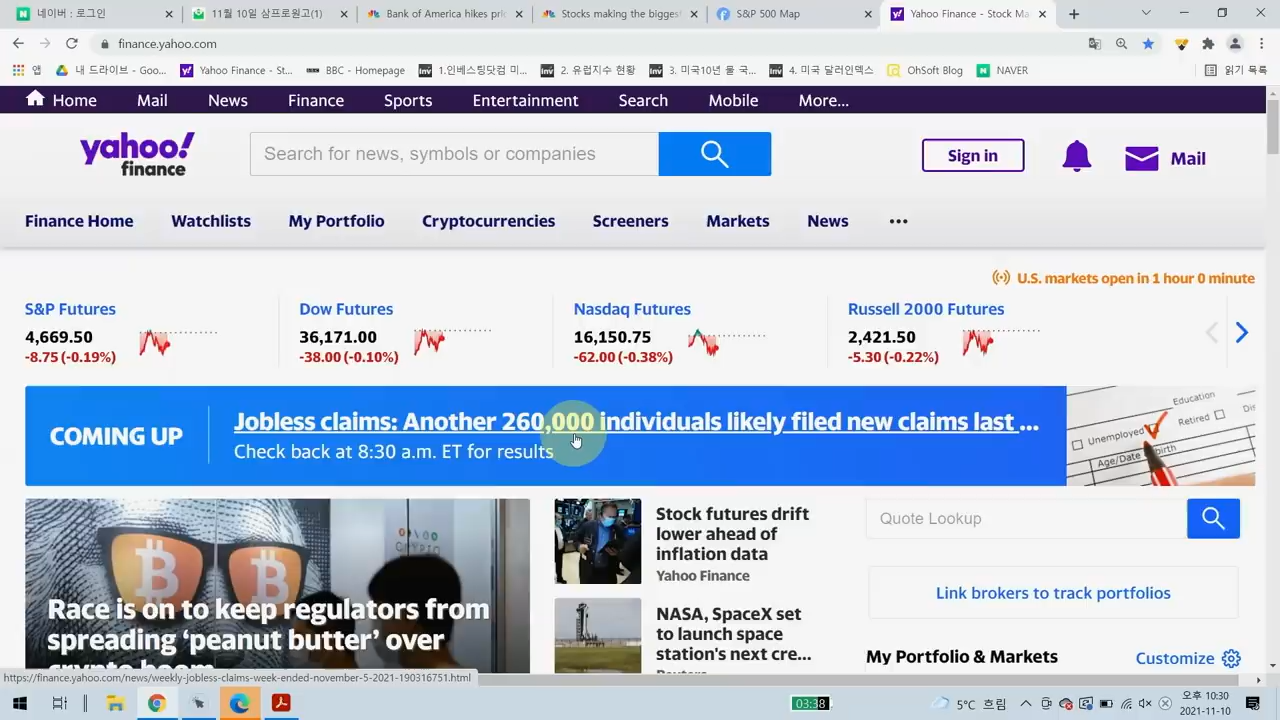 네이버 : 로그인
11월 10일 삼프로원고(1)
Bank of America hikes pri
Stocks making the biggest
S&P 500 Map
Yahoo Finance - Stock Ma
finance.yahoo.com
앱
내 드라이브 - Goo...
Yahoo Finance - St...
BBC - Homepage
1.인베스팅닷컴 미...
2. 유럽지수 현황
3. 미국10년 물 국...
4. 미국 달러인덱스
OhSoft Blog
NAVER
읽기 목록
Home Mail News Finance Sports Entertainment Search Mobile More...
yahoo!
finance
Search for news, symbols or companies
Sign in
Mail
Finance Home Watchlists My Portfolio Cryptocurrencies Screeners Markets News •••
U.S. markets open in 1 hour 0 minute
S&P Futures
4,669.50
-8.75 (-0.19%)
Dow Futures
36,171.00
-38.00 (-0.10%)
Nasdaq Futures
16,150.75
-62.00 (-0.38%)
Russell 2000 Futures
2,421.50
-5.30 (-0.22%)
COMING UP
Jobless claims: Another 260,000 individuals likely filed new claims last ...
Check back at 8:30 a.m. ET for results
Education
Retired
Unemployed
Age/Date
Birth
Race is on to keep regulators from
spreading ‘peanut butter’ over
crypto boom
Stock futures drift
lower ahead of
inflation data
Yahoo Finance
NASA, SpaceX set
to launch space
station's next cre...
Reuters
Quote Lookup
Link brokers to track portfolios
My Portfolio & Markets
Customize
https://finance.yahoo.com/news/weekly-jobless-claims-week-ended-november-5-2021-190316751.html
03:38
5°C 흐림
오후 10:30
2021-11-10